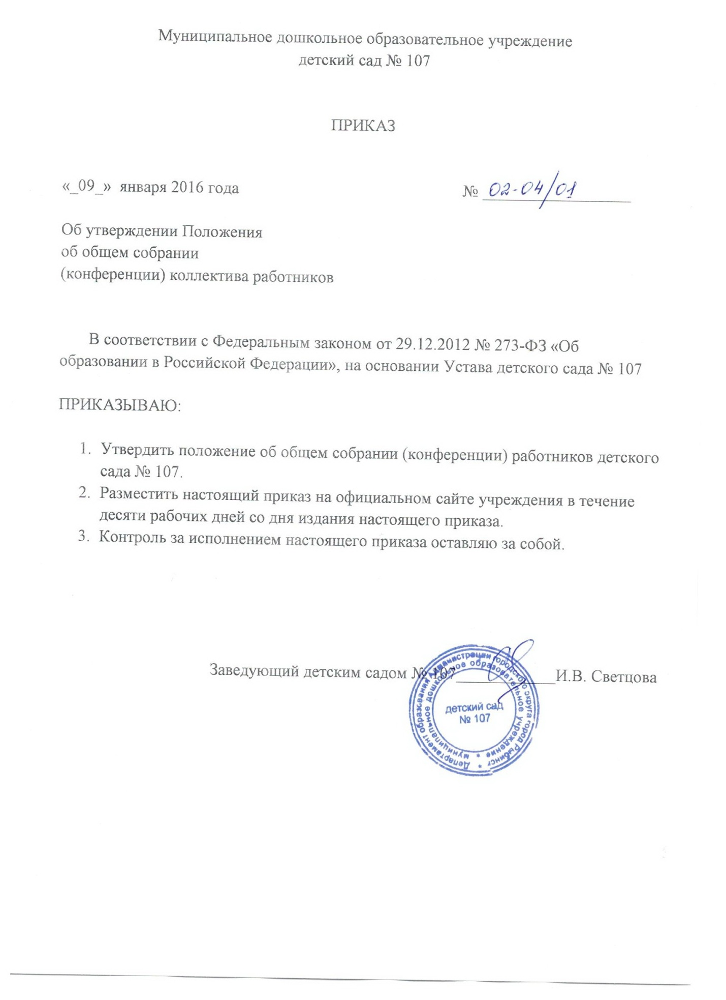 Муниципальное дошкольное образовательное учреждение
детский сад № 107
ПРИКАЗ
«_09_» января 2016 года № 02-04/01
Об утверждении Положения
об общем собрании
(конференции) коллектива работников
В соответствии с Федеральным законом от 29.12.2012 № 273-ФЗ «Об
образовании в Российской Федерации», на основании Устава детского сада № 107
ПРИКАЗЫВАЮ:
1. Утвердить положение об общем собрании (конференции) работников детского
сада № 107.
2. Разместить настоящий приказ на официальном сайте учреждения в течение
десяти рабочих дней со дня издания настоящего приказа.
3. Контроль за исполнением настоящего приказа оставляю за собой.
Заведующий детским садом № 107____________И.В. Светцова
Департамент образования Администрации городского округа город Рыбинск *
муниципальное дошкольное образовательное учреждение *
детский сад
№ 107